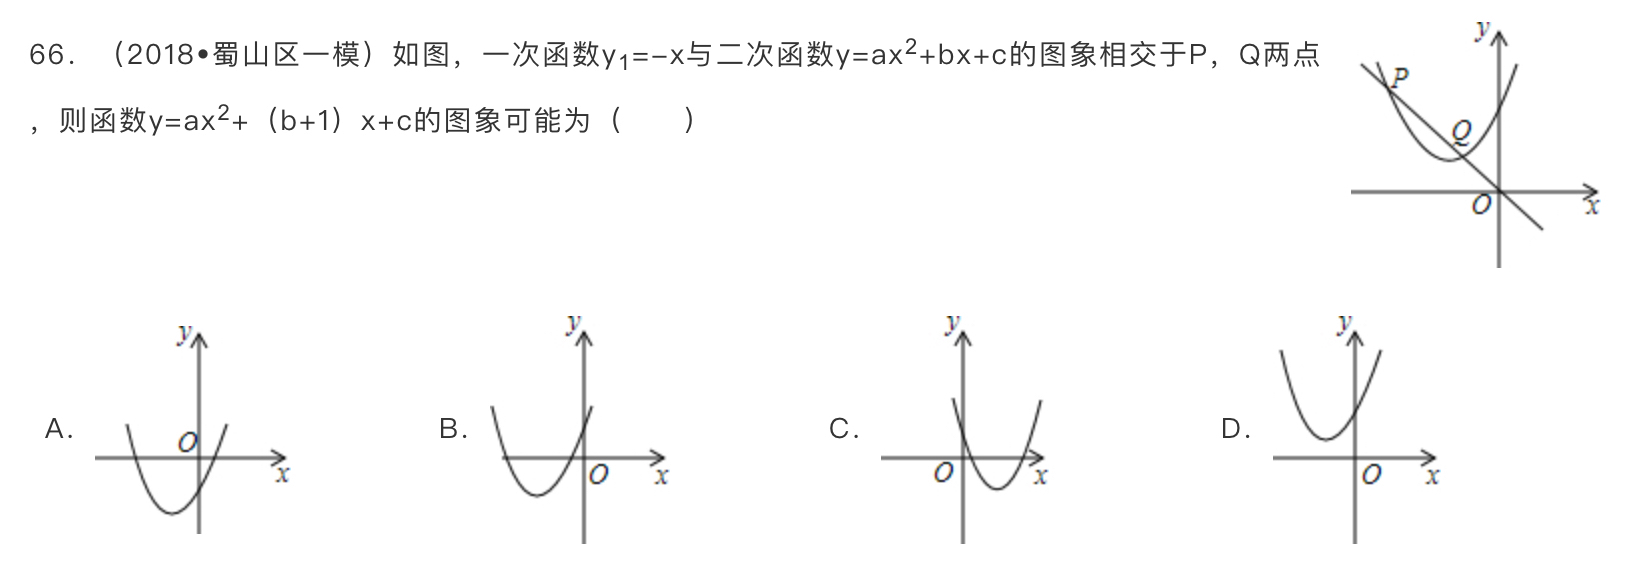 66. （2018•蜀山区一模）如图，一次函数y₁=−x与二次函数y=ax²+bx+c的图象相交于P，Q两点
，则函数y=ax²+（b+1）x+c的图象可能为（　　）
y
P
Q
O
x
A.
y
O
x
B.
y
O
x
C.
y
O
x
D.
y
O
x